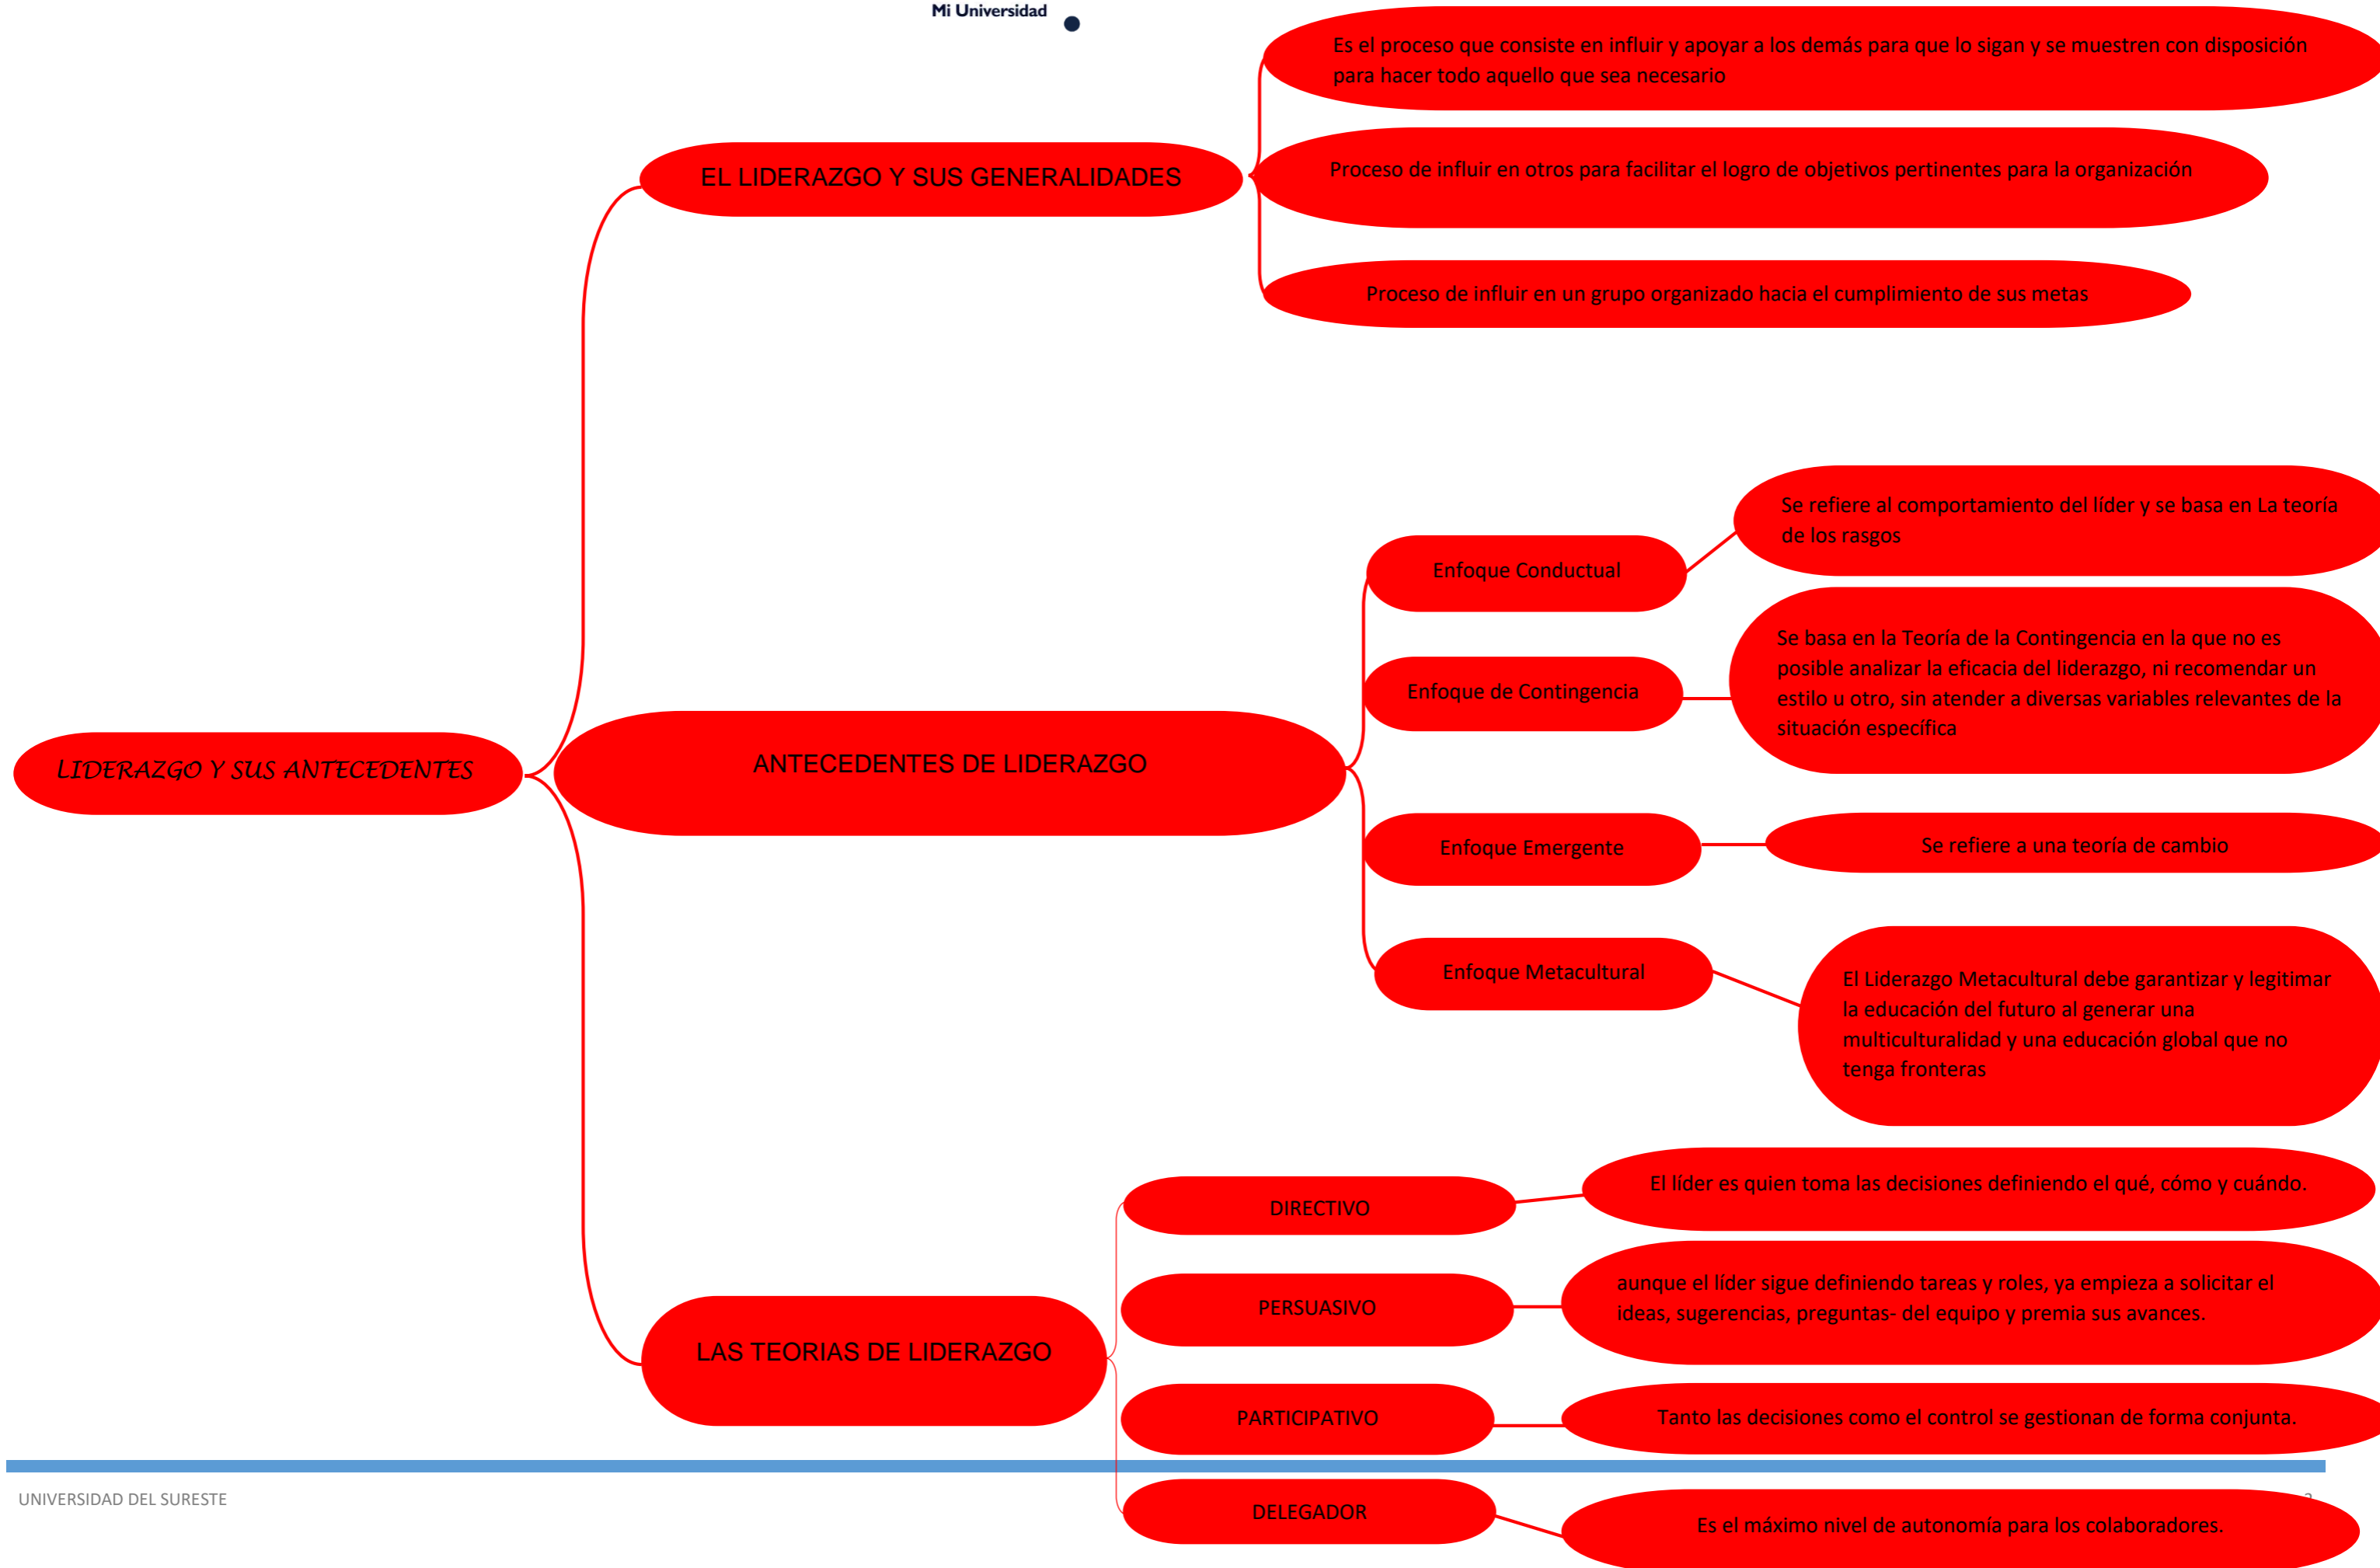 Mi Universidad
Es el proceso que consiste en influir y apoyar a los demás para que lo sigan y se muestren con disposición
para hacer todo aquello que sea necesario
EL LIDERAZGO Y SUS GENERALIDADES
Proceso de influir en otros para facilitar el logro de objetivos pertinentes para la organización
Proceso de influir en un grupo organizado hacia el cumplimiento de sus metas
LIDERAZGO Y SUS ANTECEDENTES
ANTECEDENTES DE LIDERAZGO
Enfoque Conductual
Se refiere al comportamiento del líder y se basa en La teoría
de los rasgos
Enfoque de Contingencia
Se basa en la Teoría de la Contingencia en la que no es
posible analizar la eficacia del liderazgo, ni recomendar un
estilo u otro, sin atender a diversas variables relevantes de la
situación específica
Enfoque Emergente
Se refiere a una teoría de cambio
Enfoque Metacultural
El Liderazgo Metacultural debe garantizar y legitimar
la educación del futuro al generar una
multiculturalidad y una educación global que no
tenga fronteras
LAS TEORIAS DE LIDERAZGO
DIRECTIVO
El líder es quien toma las decisiones definiendo el qué, cómo y cuándo.
PERSUASIVO
aunque el líder sigue definiendo tareas y roles, ya empieza a solicitar el
ideas, sugerencias, preguntas- del equipo y premia sus avances.
PARTICIPATIVO
Tanto las decisiones como el control se gestionan de forma conjunta.
DELEGADOR
Es el máximo nivel de autonomía para los colaboradores.
UNIVERSIDAD DEL SURESTE